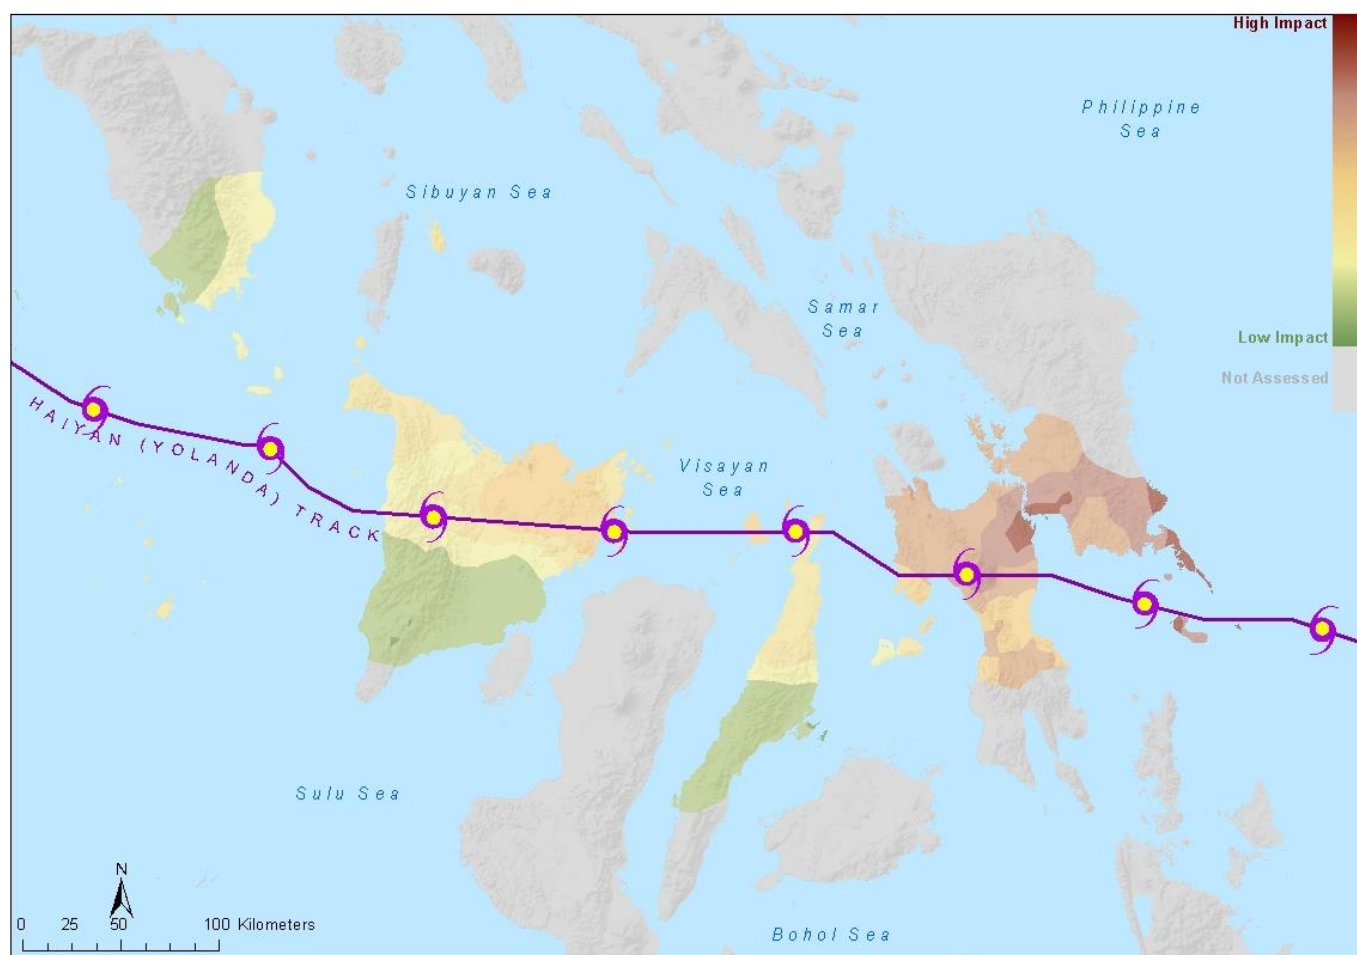 High Impact
Philippine
Sea
Sibuyan Sea
Samar
Sea
Low Impact
Not Assessed
HAIYAN (YOLANDA) TRACK
Visayan
Sea
Sulu Sea
N
0 25 50 100 Kilometers
Bohol Sea